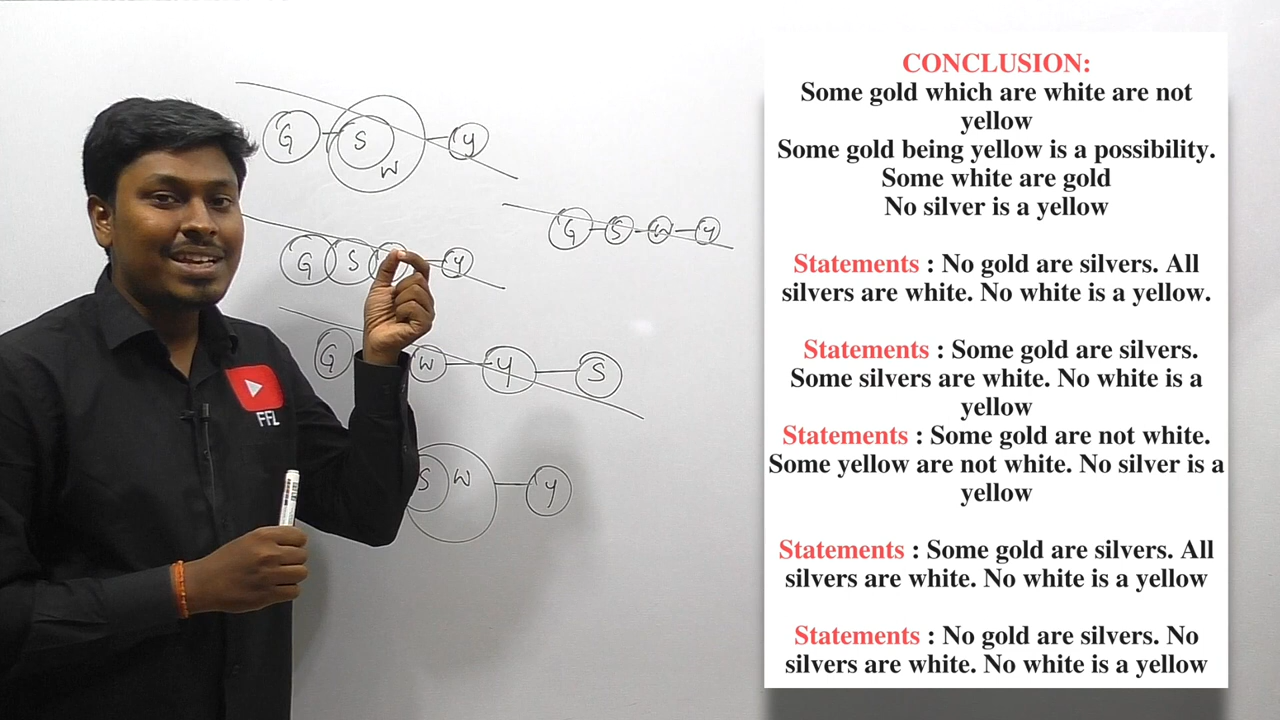 G S W Y
G S W Y
G S Y
G W Y S
S W Y
FFL
CONCLUSION:
Some gold which are white are not
yellow
Some gold being yellow is a possibility.
Some white are gold
No silver is a yellow
Statements : No gold are silvers. All
silvers are white. No white is a yellow.
Statements : Some gold are silvers.
Some silvers are white. No white is a
yellow
Statements : Some gold are not white.
Some yellow are not white. No silver is a
yellow
Statements : Some gold are silvers. All
silvers are white. No white is a yellow
Statements : No gold are silvers. No
silvers are white. No white is a yellow